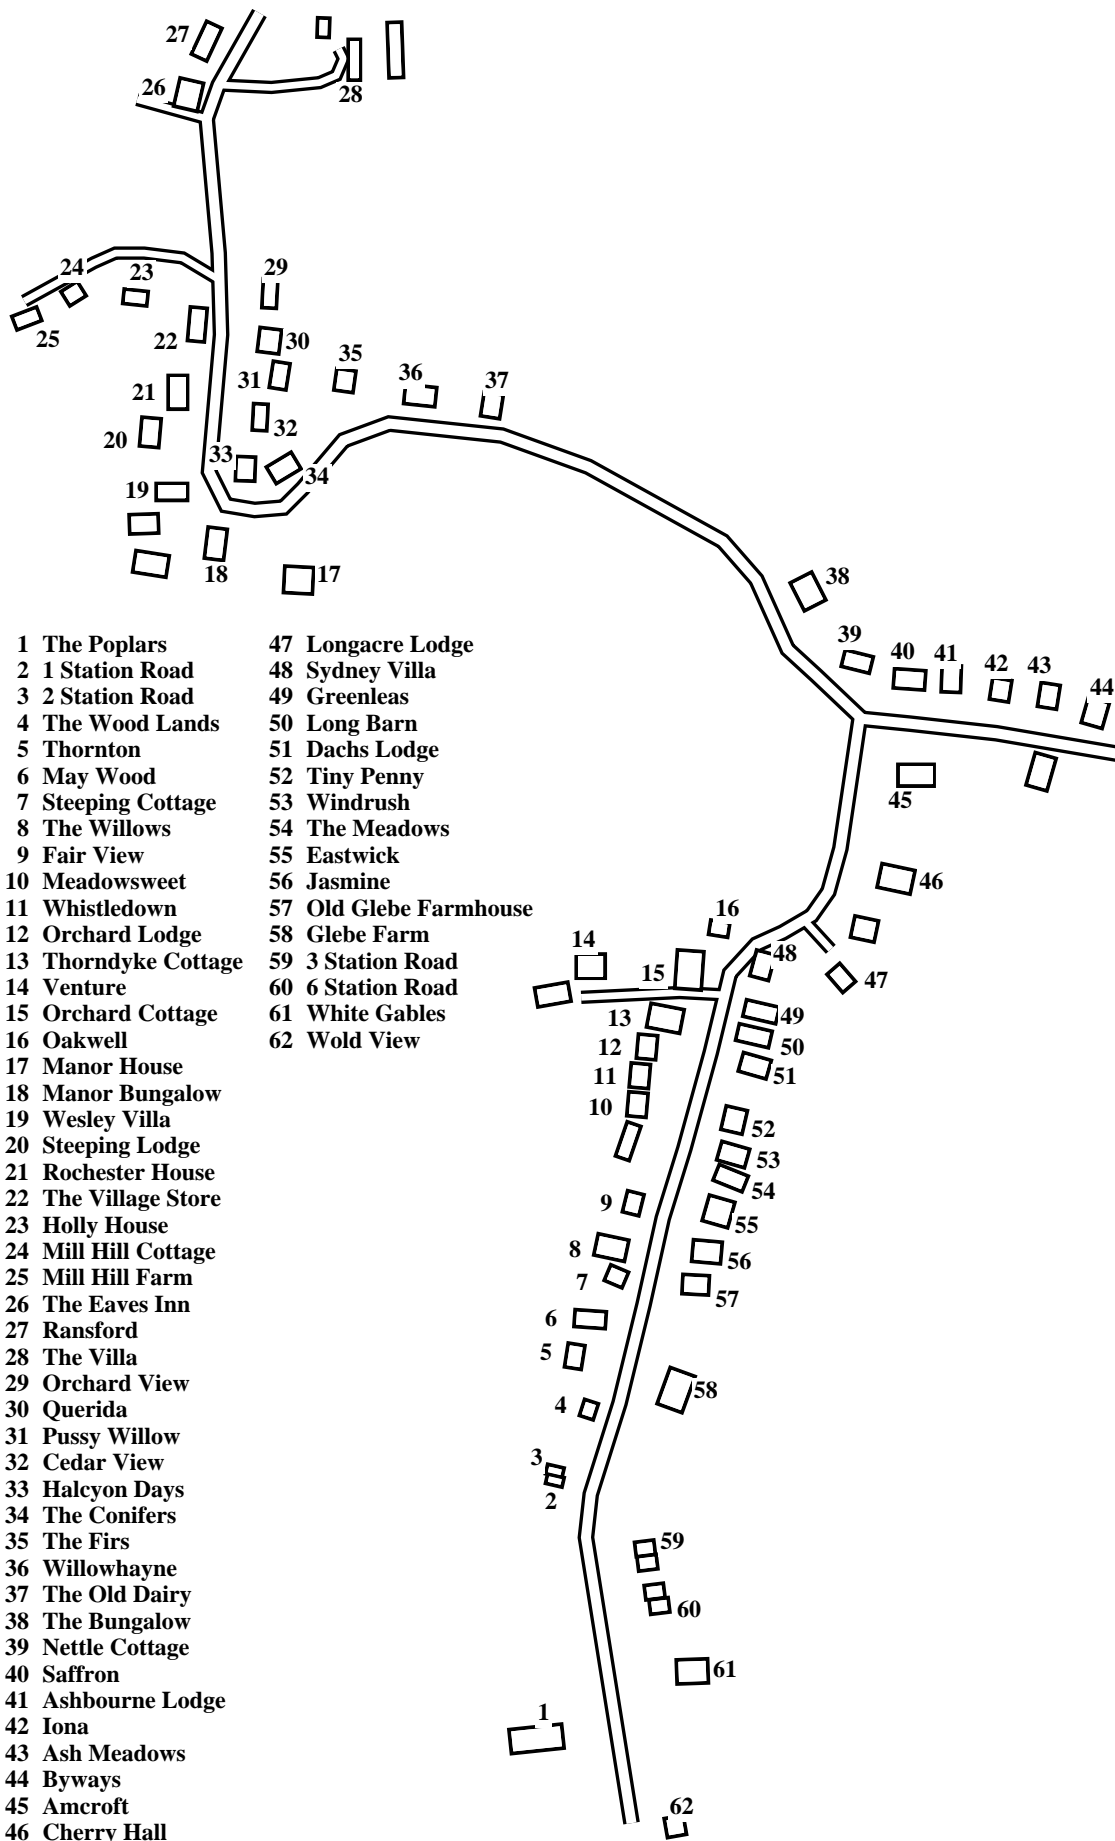 27
26
28
24
23
29
25
22
30
31
35
36
37
21
20
32
33
34
19
18
17
38
39
40
41
42
43
44
45
46
16
14
15
48
47
13
49
12
50
11
51
10
52
53
54
9
55
8
56
7
57
6
5
58
4
3
2
59
60
61
1
62
1 The Poplars
2 1 Station Road
3 2 Station Road
4 The Wood Lands
5 Thornton
6 May Wood
7 Steeping Cottage
8 The Willows
9 Fair View
10 Meadowsweet
11 Whistledown
12 Orchard Lodge
13 Thorndyke Cottage
14 Venture
15 Orchard Cottage
16 Oakwell
17 Manor House
18 Manor Bungalow
19 Wesley Villa
20 Steeping Lodge
21 Rochester House
22 The Village Store
23 Holly House
24 Mill Hill Cottage
25 Mill Hill Farm
26 The Eaves Inn
27 Ransford
28 The Villa
29 Orchard View
30 Querida
31 Pussy Willow
32 Cedar View
33 Halcyon Days
34 The Conifers
35 The Firs
36 Willowhayne
37 The Old Dairy
38 The Bungalow
39 Nettle Cottage
40 Saffron
41 Ashbourne Lodge
42 Iona
43 Ash Meadows
44 Byways
45 Amcroft
46 Cherry Hall
47 Longacre Lodge
48 Sydney Villa
49 Greenleas
50 Long Barn
51 Dachs Lodge
52 Tiny Penny
53 Windrush
54 The Meadows
55 Eastwick
56 Jasmine
57 Old Glebe Farmhouse
58 Glebe Farm
59 3 Station Road
60 6 Station Road
61 White Gables
62 Wold View